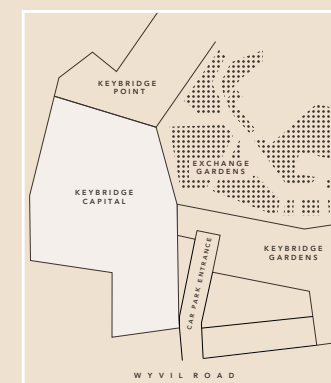 KEYBRIDGE
POINT
EXCHANGE
GARDENS
KEYBRIDGE
CAPITAL
KEYBRIDGE
GARDENS
CAR PARK ENTRANCE
WYVIL ROAD